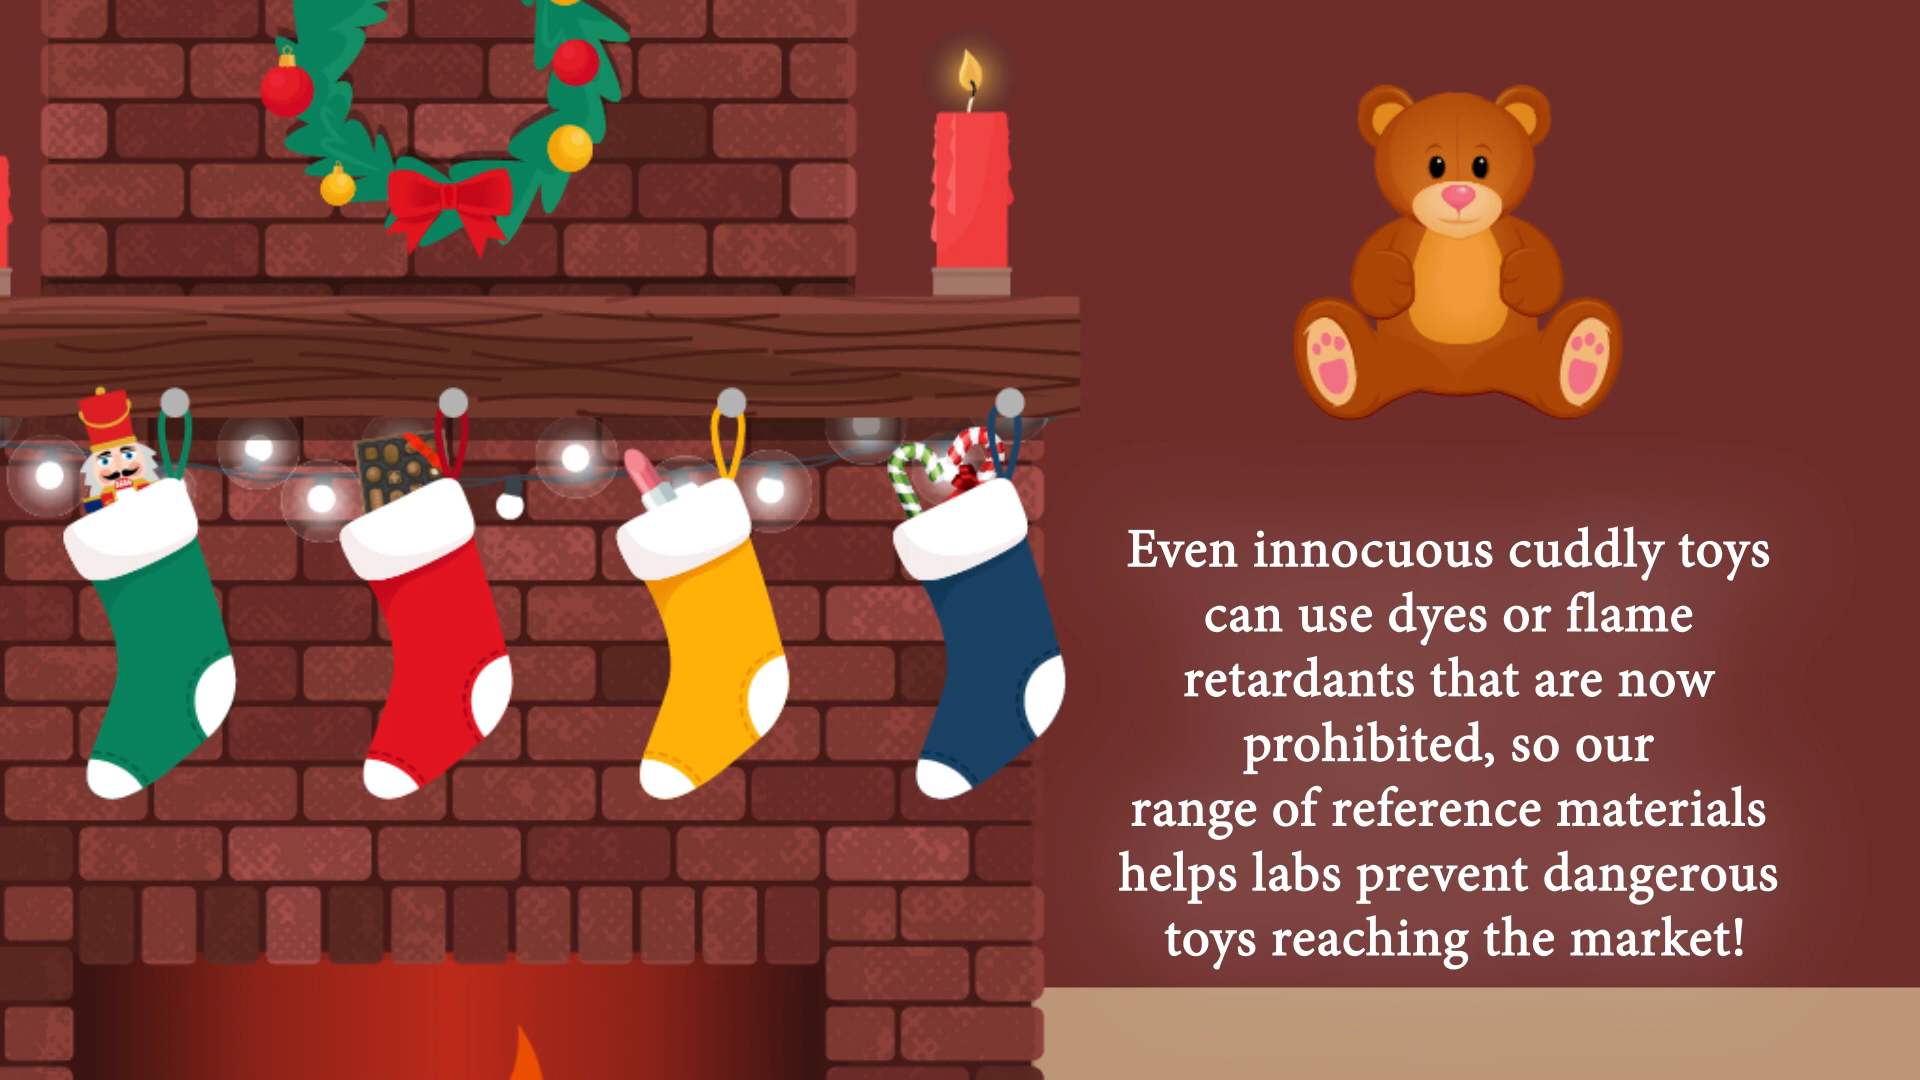 Even innocuous cuddly toys
can use dyes or flame
retardants that are now
prohibited, so our
range of reference materials
helps labs prevent dangerous
toys reaching the market!